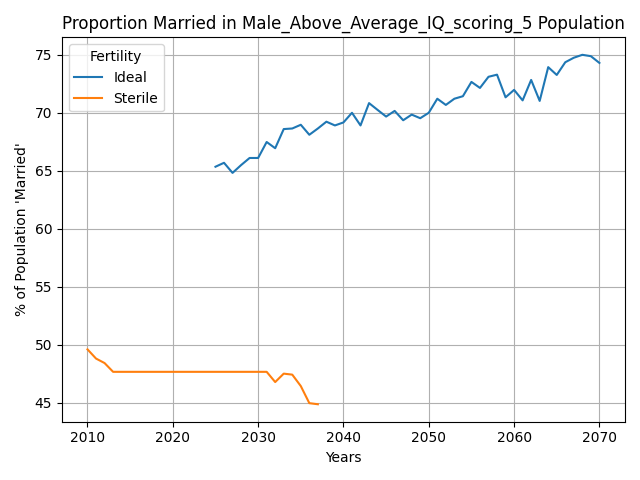 Proportion Married in Male_Above_Average_IQ_scoring_5 Population
Fertility
Ideal
Sterile
% of Population 'Married'
75
70
65
60
55
50
45
2010 2020 2030 2040 2050 2060 2070
Years